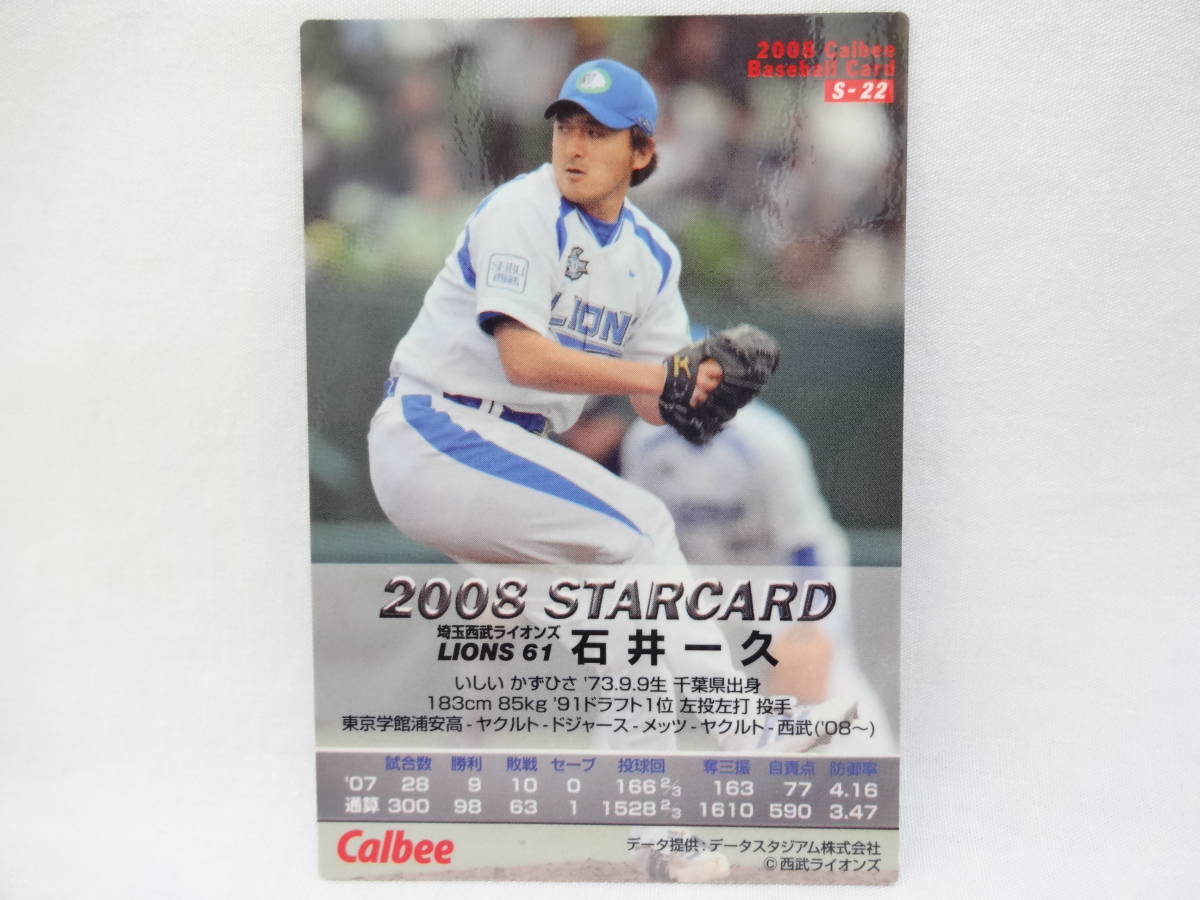 2008 Calbee
Baseball Card
S-22
SEIBU
LION
2008 STARCARD
埼玉西武ライオンズ
LIONS 61 石井一久
いしい かずひさ '73.9.9生 千葉県出身
183cm 85kg '91ドラフト1位 左投左打 投手
東京学館浦安高-ヤクルト-ドジャース-メッツ-ヤクルト-西武('08〜)
試合数 勝利 敗戦 セーブ 投球回 奪三振 自責点 防御率
'07 28 9 10 0 166 2/3 163 77 4.16
通算 300 98 63 1 1528 2/3 1610 590 3.47
Calbee
データ提供：データスタジアム株式会社
©西武ライオンズ